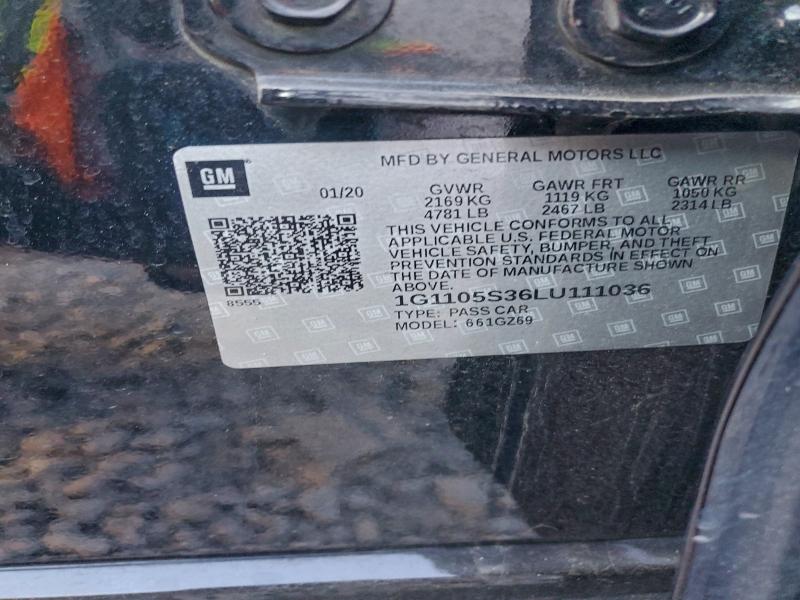 GM
MFD BY GENERAL MOTORS LLC
01/20
GVWR GAWR FRT GAWR RR
2169 KG 1119 KG 1050 KG
4781 LB 2467 LB 2314 LB
THIS VEHICLE CONFORMS TO ALL
APPLICABLE U.S. FEDERAL MOTOR
VEHICLE SAFETY, BUMPER, AND THEFT
PREVENTION STANDARDS IN EFFECT ON
THE DATE OF MANUFACTURE SHOWN
ABOVE.
8555
1G1105S36LU111036
TYPE: PASS CAR
MODEL: 661GZ69